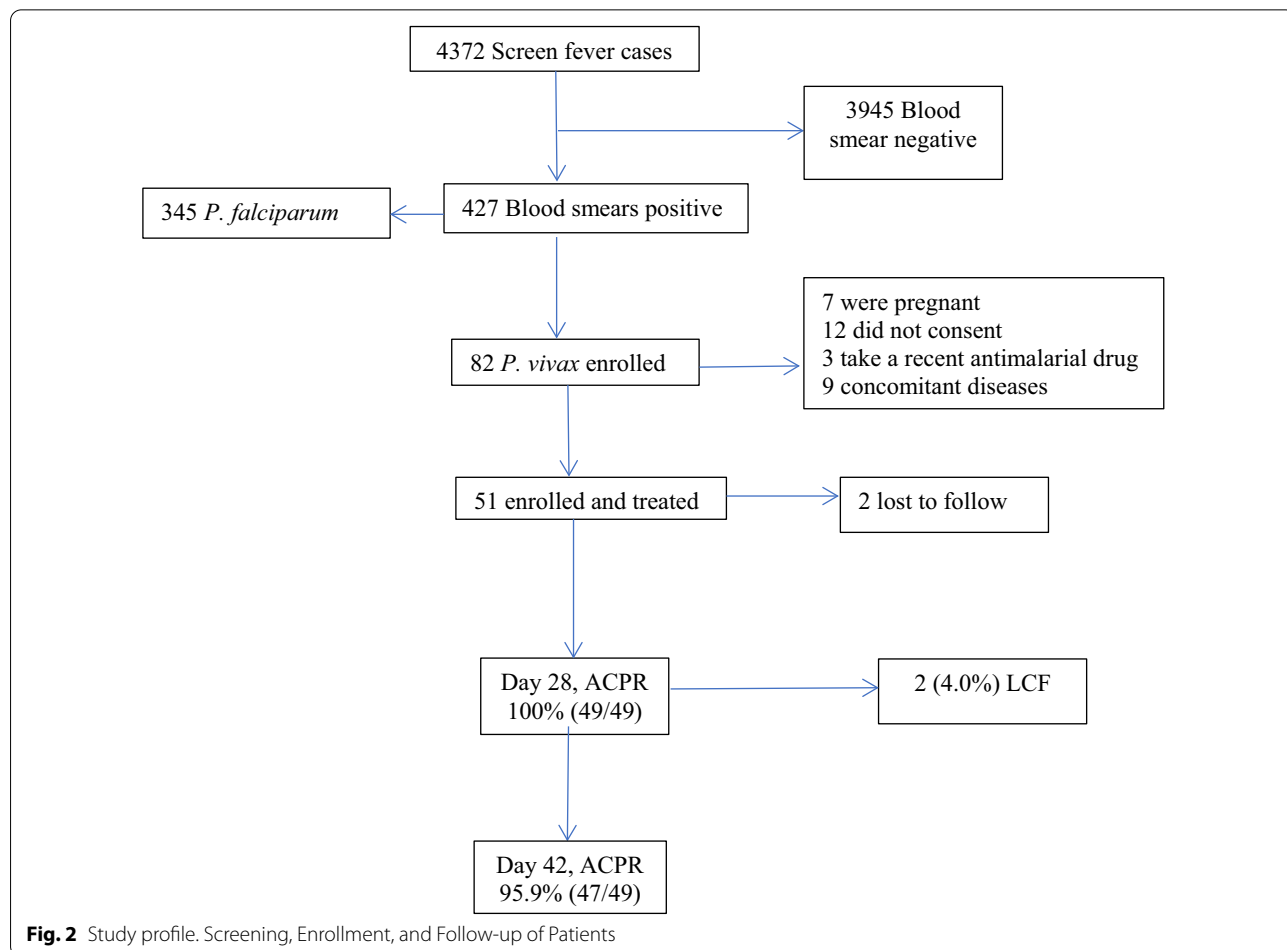 4372 Screen fever cases
3945 Blood
smear negative
345 P. falciparum
427 Blood smears positive
7 were pregnant
12 did not consent
3 take a recent antimalarial drug
9 concomitant diseases
82 P. vivax enrolled
51 enrolled and treated
2 lost to follow
Day 28, ACPR
100% (49/49)
2 (4.0%) LCF
Day 42, ACPR
95.9% (47/49)
Fig. 2 Study profile. Screening, Enrollment, and Follow-up of Patients